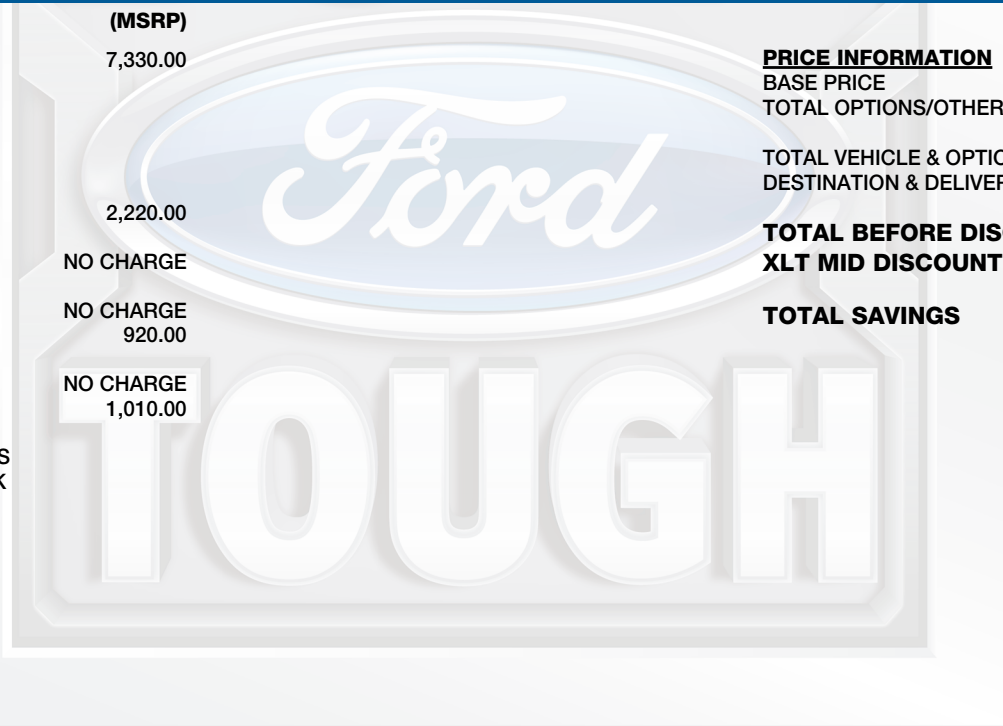 (MSRP)
7,330.00
2,220.00
NO CHARGE
NO CHARGE
920.00
NO CHARGE
1,010.00
S
K
PRICE INFORMATION
BASE PRICE
TOTAL OPTIONS/OTHER
TOTAL VEHICLE & OPTIO
DESTINATION & DELIVER
TOTAL BEFORE DIS
XLT MID DISCOUNT
TOTAL SAVINGS
Ford
TOUGH